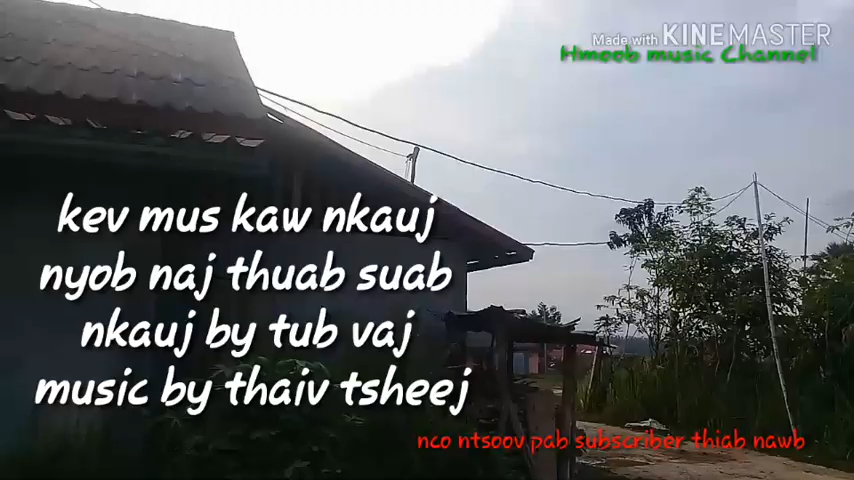 Made with KINEMASTER
Hmoob music Channel
kev mus kaw nkauj
nyob naj thuab suab
nkauj by tub vaj
music by thaiv tsheej
nco ntsoov pab subscriber thiab nawb